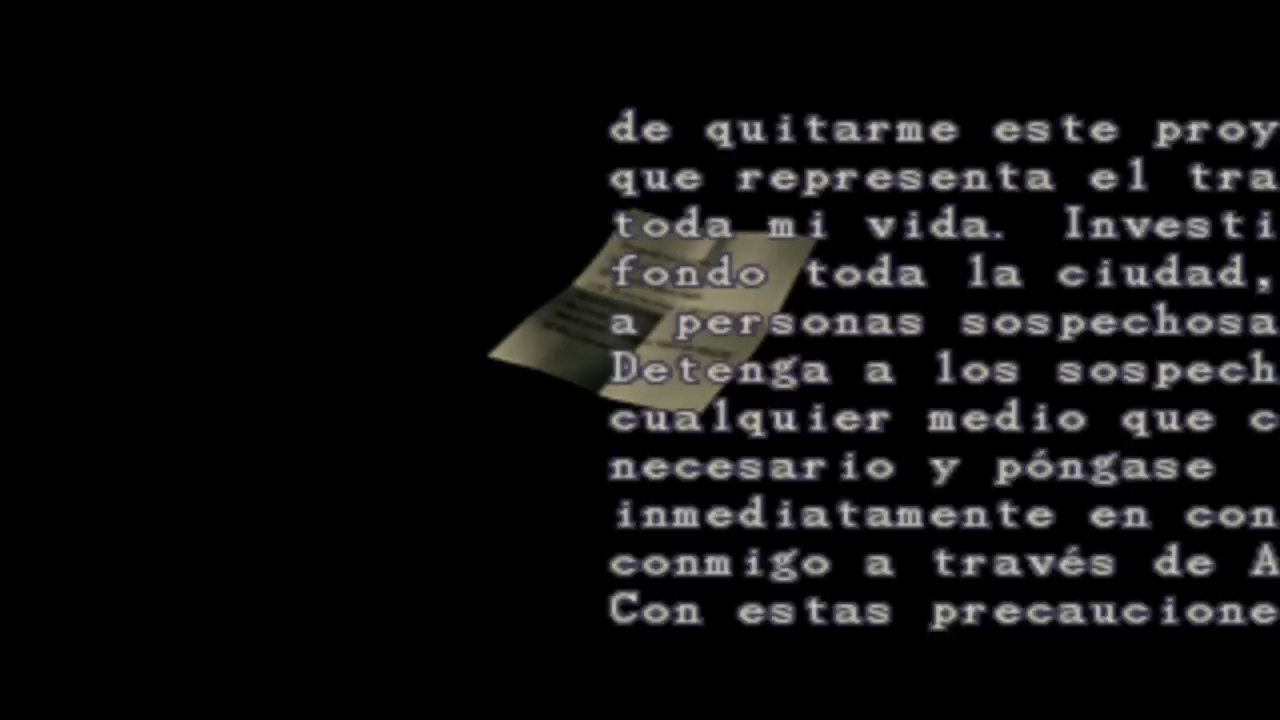 de quitarme este proy
que representa el tra
toda mi vida. Investi
fondo toda la ciudad,
a personas sospechosa
Detenga a los sospech
cualquier medio que c
necesario y póngase
inmediatamente en con
conmigo a través de A
Con estas precaucione